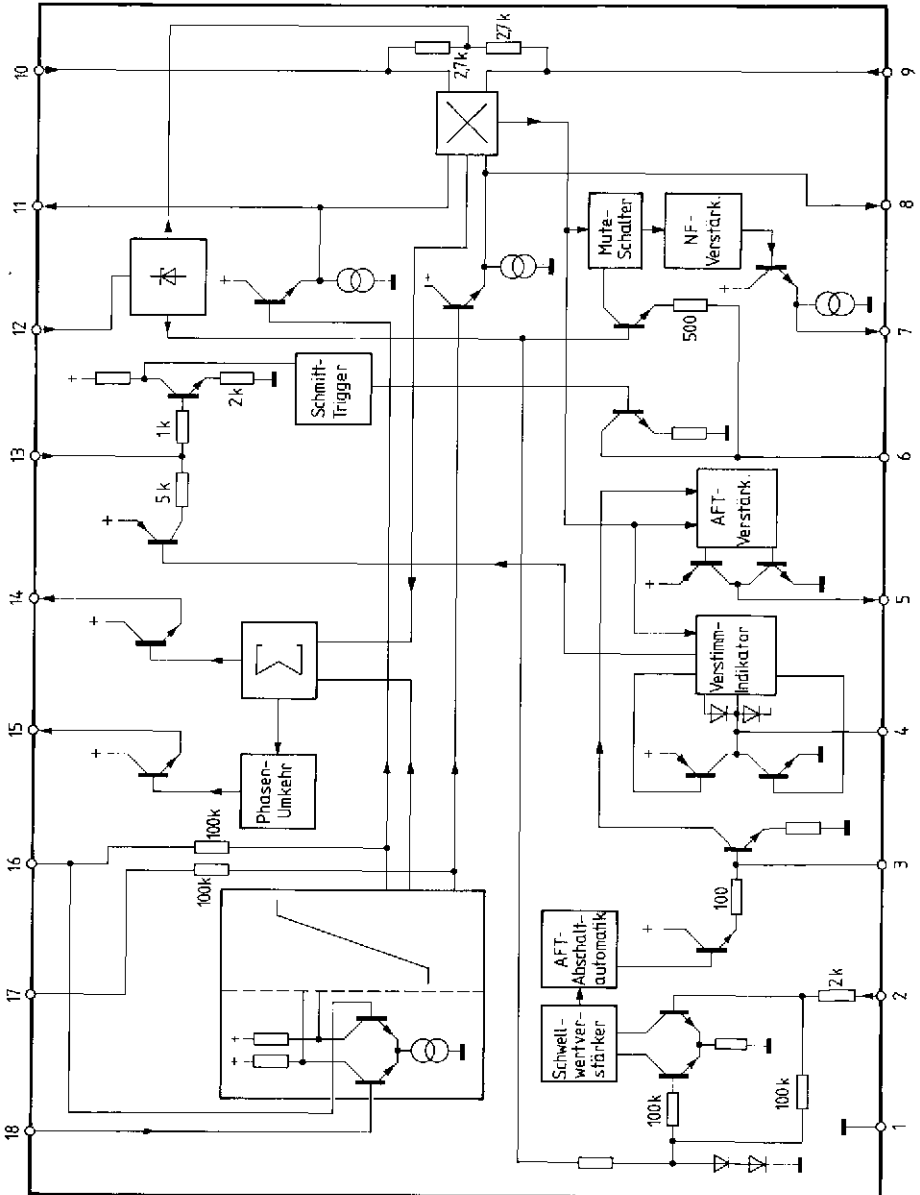 10
11
12
13
14
15
16
17
18
2,7k
2,7k
+
+
2k
1k
5k
+
Schmitt-
Trigger
+
+
+
Phasen-
Umkehr
100k
100k
+
+
Mute-
Schalter
NF-
Verstärk.
+
500
AFT-
Verstärk.
+
Verstimm-
Indikator
+
100
+
AFT-
Abschalt-
automatik
Schwell-
wertver-
stärker
2k
100k
100k
9
8
7
6
5
4
3
2
1